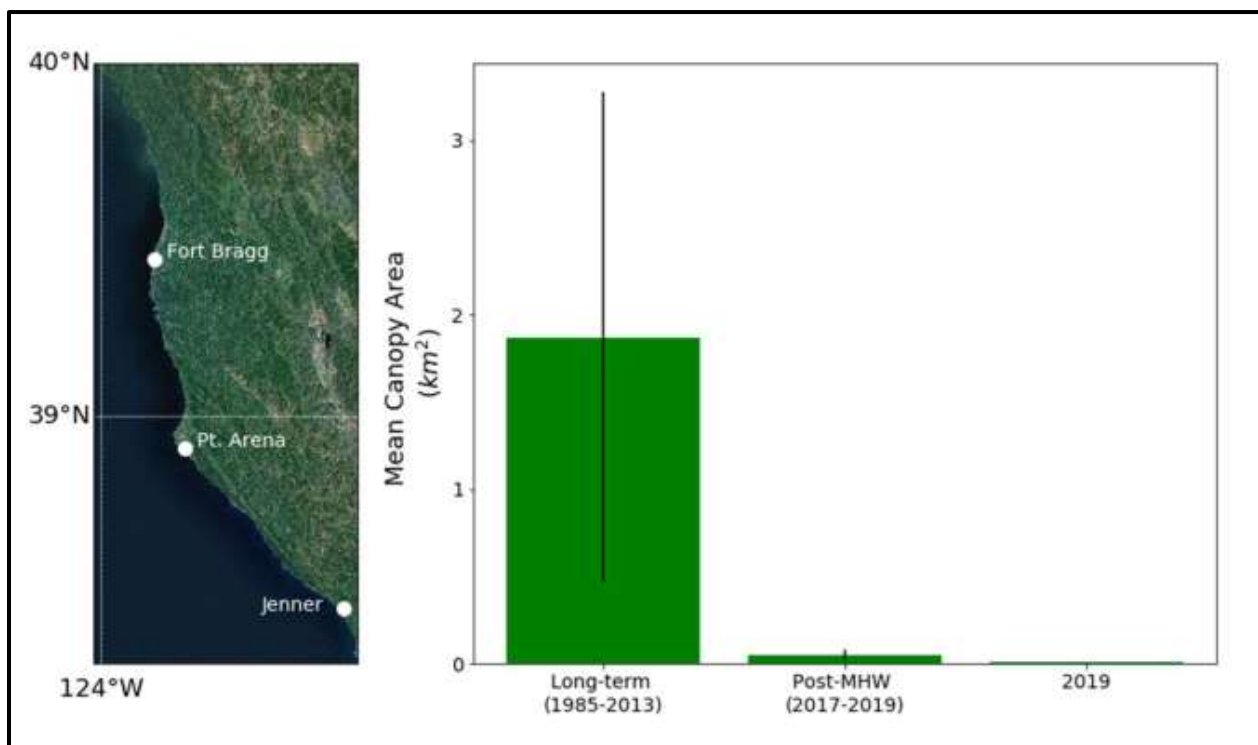 40°N
Fort Bragg
39°N
Pt. Arena
Jenner
124°W
Mean Canopy Area
(km²)
3
2
1
0
Long-term
(1985-2013)
Post-MHW
(2017-2019)
2019